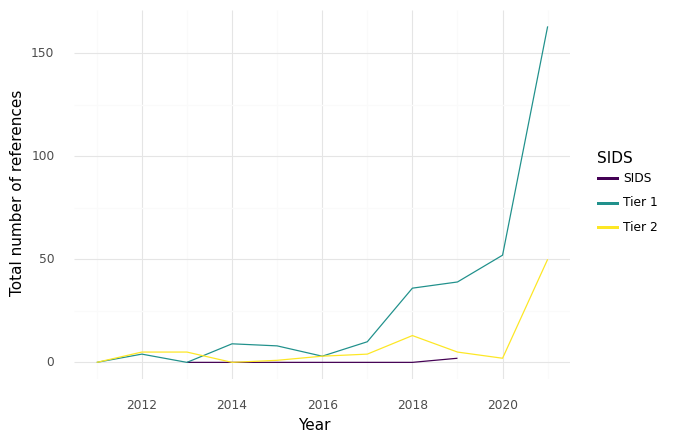 Total number of references
150
100
50
0
2012 2014 2016 2018 2020
Year
SIDS
SIDS
Tier 1
Tier 2